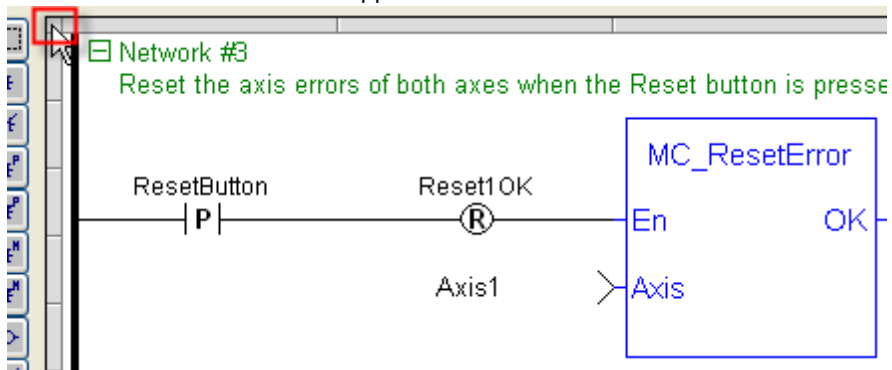 Network #3
Reset the axis errors of both axes when the Reset button is presse
MC_ResetError
ResetButton Reset1OK
P R En OK
Axis1 Axis